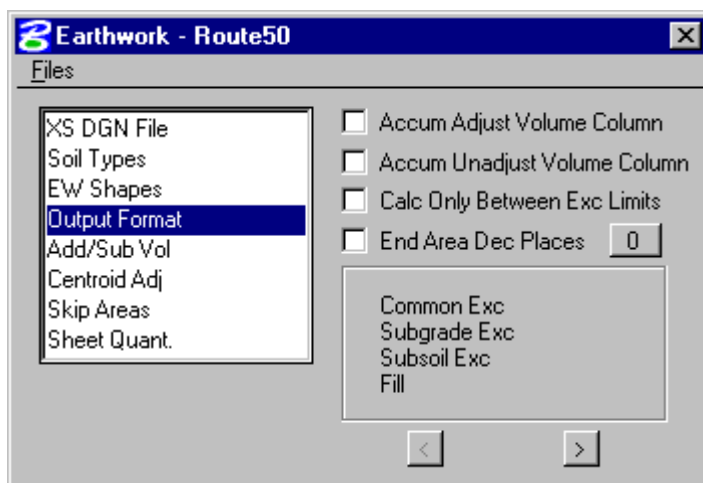 Earthwork - Route50
Files
XS DGN File
Soil Types
EW Shapes
Output Format
Add/Sub Vol
Centroid Adj
Skip Areas
Sheet Quant.
Accum Adjust Volume Column
Accum Unadjust Volume Column
Calc Only Between Exc Limits
End Area Dec Places 0
Common Exc
Subgrade Exc
Subsoil Exc
Fill
< >